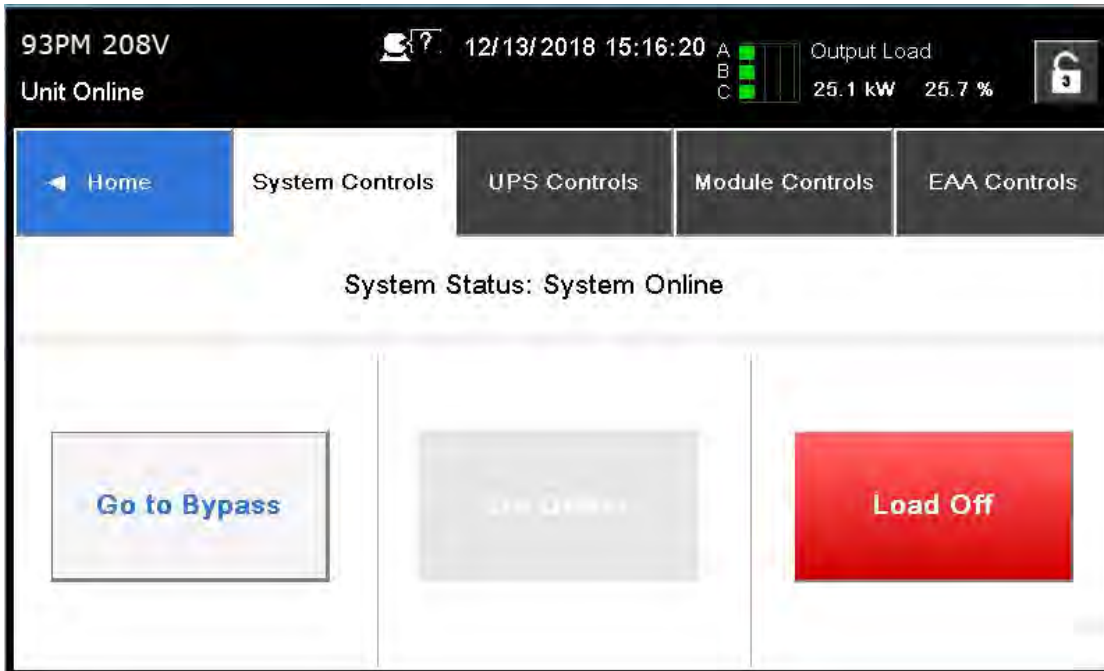 93PM 208V
?
12/13/2018 15:16:20
A
B
C
Output Load
25.1 kW 25.7 %
3
Unit Online
◄ Home
System Controls
UPS Controls
Module Controls
EAA Controls
System Status: System Online
Go to Bypass
Load Off